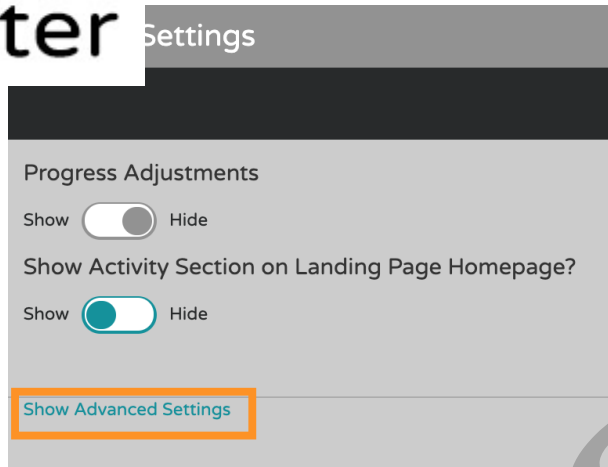 ter
Settings
Progress Adjustments
Show Hide
Show Activity Section on Landing Page Homepage?
Show Hide
Show Advanced Settings